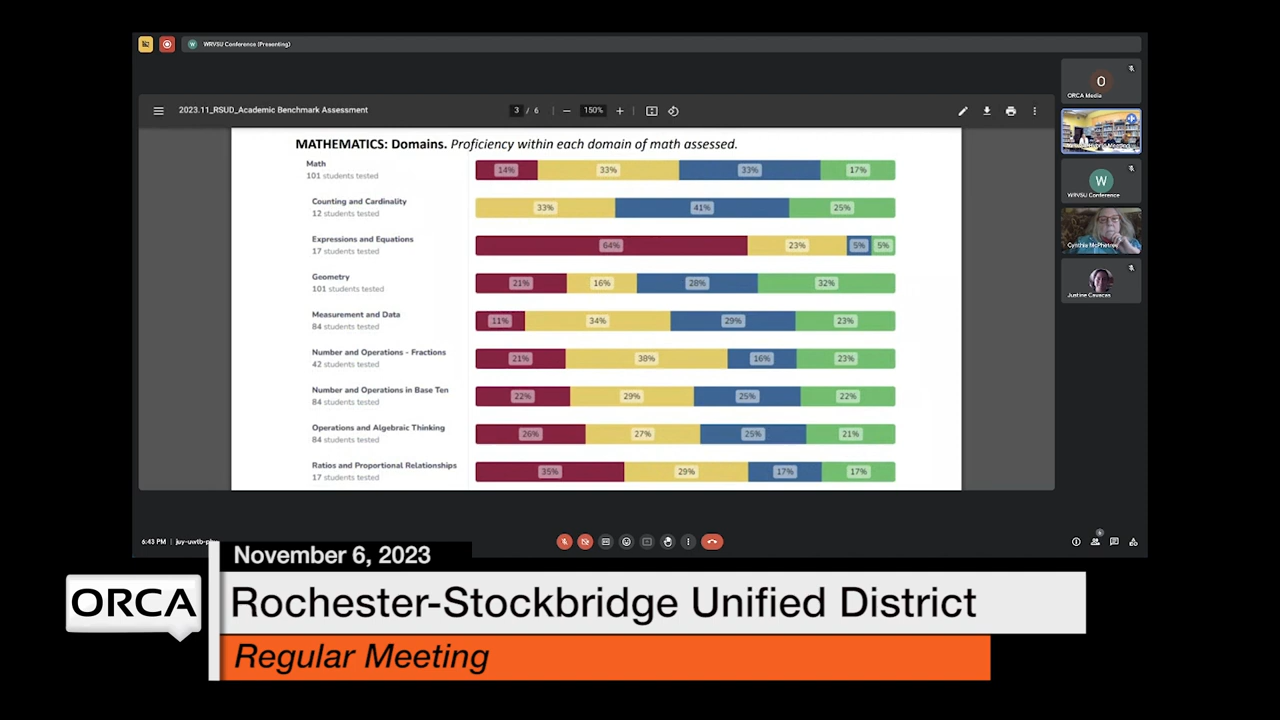 WRVSU Conference (Presenting)
2023.11_RSUD_Academic Benchmark Assessment
3 / 6
150%
MATHEMATICS: Domains. Proficiency within each domain of math assessed.
Math
101 students tested
14% 33% 33% 17%
Counting and Cardinality
12 students tested
33% 41% 25%
Expressions and Equations
17 students tested
64% 23% 5% 5%
Geometry
101 students tested
21% 16% 28% 32%
Measurement and Data
84 students tested
11% 34% 29% 23%
Number and Operations - Fractions
42 students tested
21% 38% 16% 23%
Number and Operations in Base Ten
84 students tested
22% 29% 25% 22%
Operations and Algebraic Thinking
84 students tested
26% 27% 25% 21%
Ratios and Proportional Relationships
17 students tested
35% 29% 17% 17%
O
ORCA Media
W
WRVSU Conference
Cynthia McPhetres
Justine Cavacas
6:43 PM
November 6, 2023
ORCA
Rochester-Stockbridge Unified District
Regular Meeting